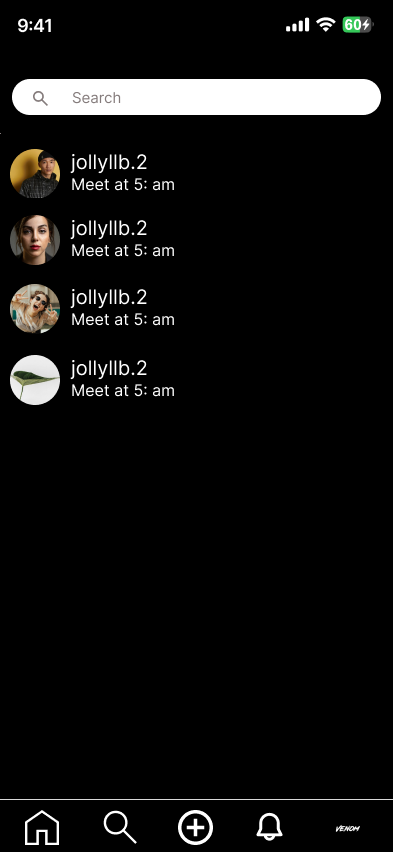 9:41
60
Search
jollyllb.2
Meet at 5: am
jollyllb.2
Meet at 5: am
jollyllb.2
Meet at 5: am
jollyllb.2
Meet at 5: am
VENOM